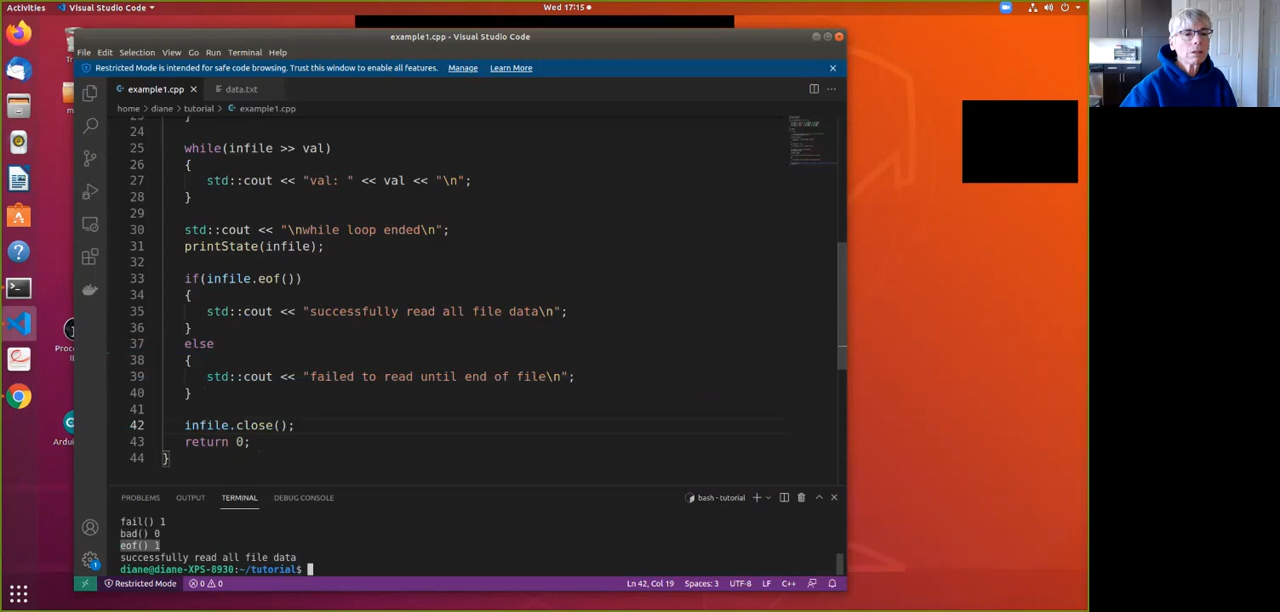 Activities Visual Studio Code Wed 17:15
example1.cpp - Visual Studio Code
File Edit Selection View Go Run Terminal Help
Restricted Mode is intended for safe code browsing. Trust this window to enable all features. Manage Learn More
example1.cpp data.txt
home > diane > tutorial > example1.cpp
24
25 while(infile >> val)
26 {
27 std::cout << "val: " << val << "\n";
28 }
29
30 std::cout << "\nwhile loop ended\n";
31 printState(infile);
32
33 if(infile.eof())
34 {
35 std::cout << "successfully read all file data\n";
36 }
37 else
38 {
39 std::cout << "failed to read until end of file\n";
40 }
41
42 infile.close();
43 return 0;
44 }
PROBLEMS OUTPUT TERMINAL DEBUG CONSOLE bash - tutorial
fail() 1
bad() 0
eof() 1
successfully read all file data
diane@diane-XPS-8930:~/tutorial$
Restricted Mode 0 0 Ln 42, Col 19 Spaces: 3 UTF-8 LF C++